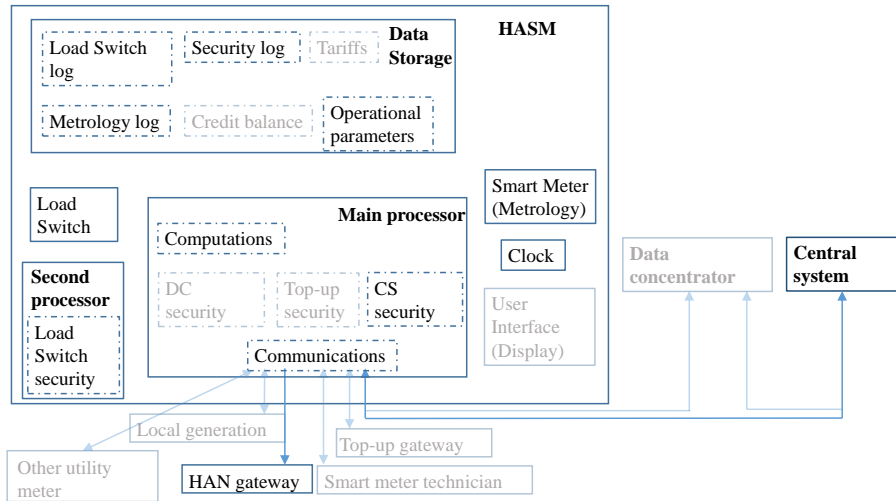 HASM
Data
Storage
Load Switch
log
Security log
Tariffs
Metrology log
Credit balance
Operational
parameters
Load
Switch
Main processor
Computations
DC
security
Top-up
security
CS
security
Communications
Second
processor
Load
Switch
security
Smart Meter
(Metrology)
Clock
User
Interface
(Display)
Data
concentrator
Central
system
Local generation
Top-up gateway
Other utility
meter
HAN gateway
Smart meter technician